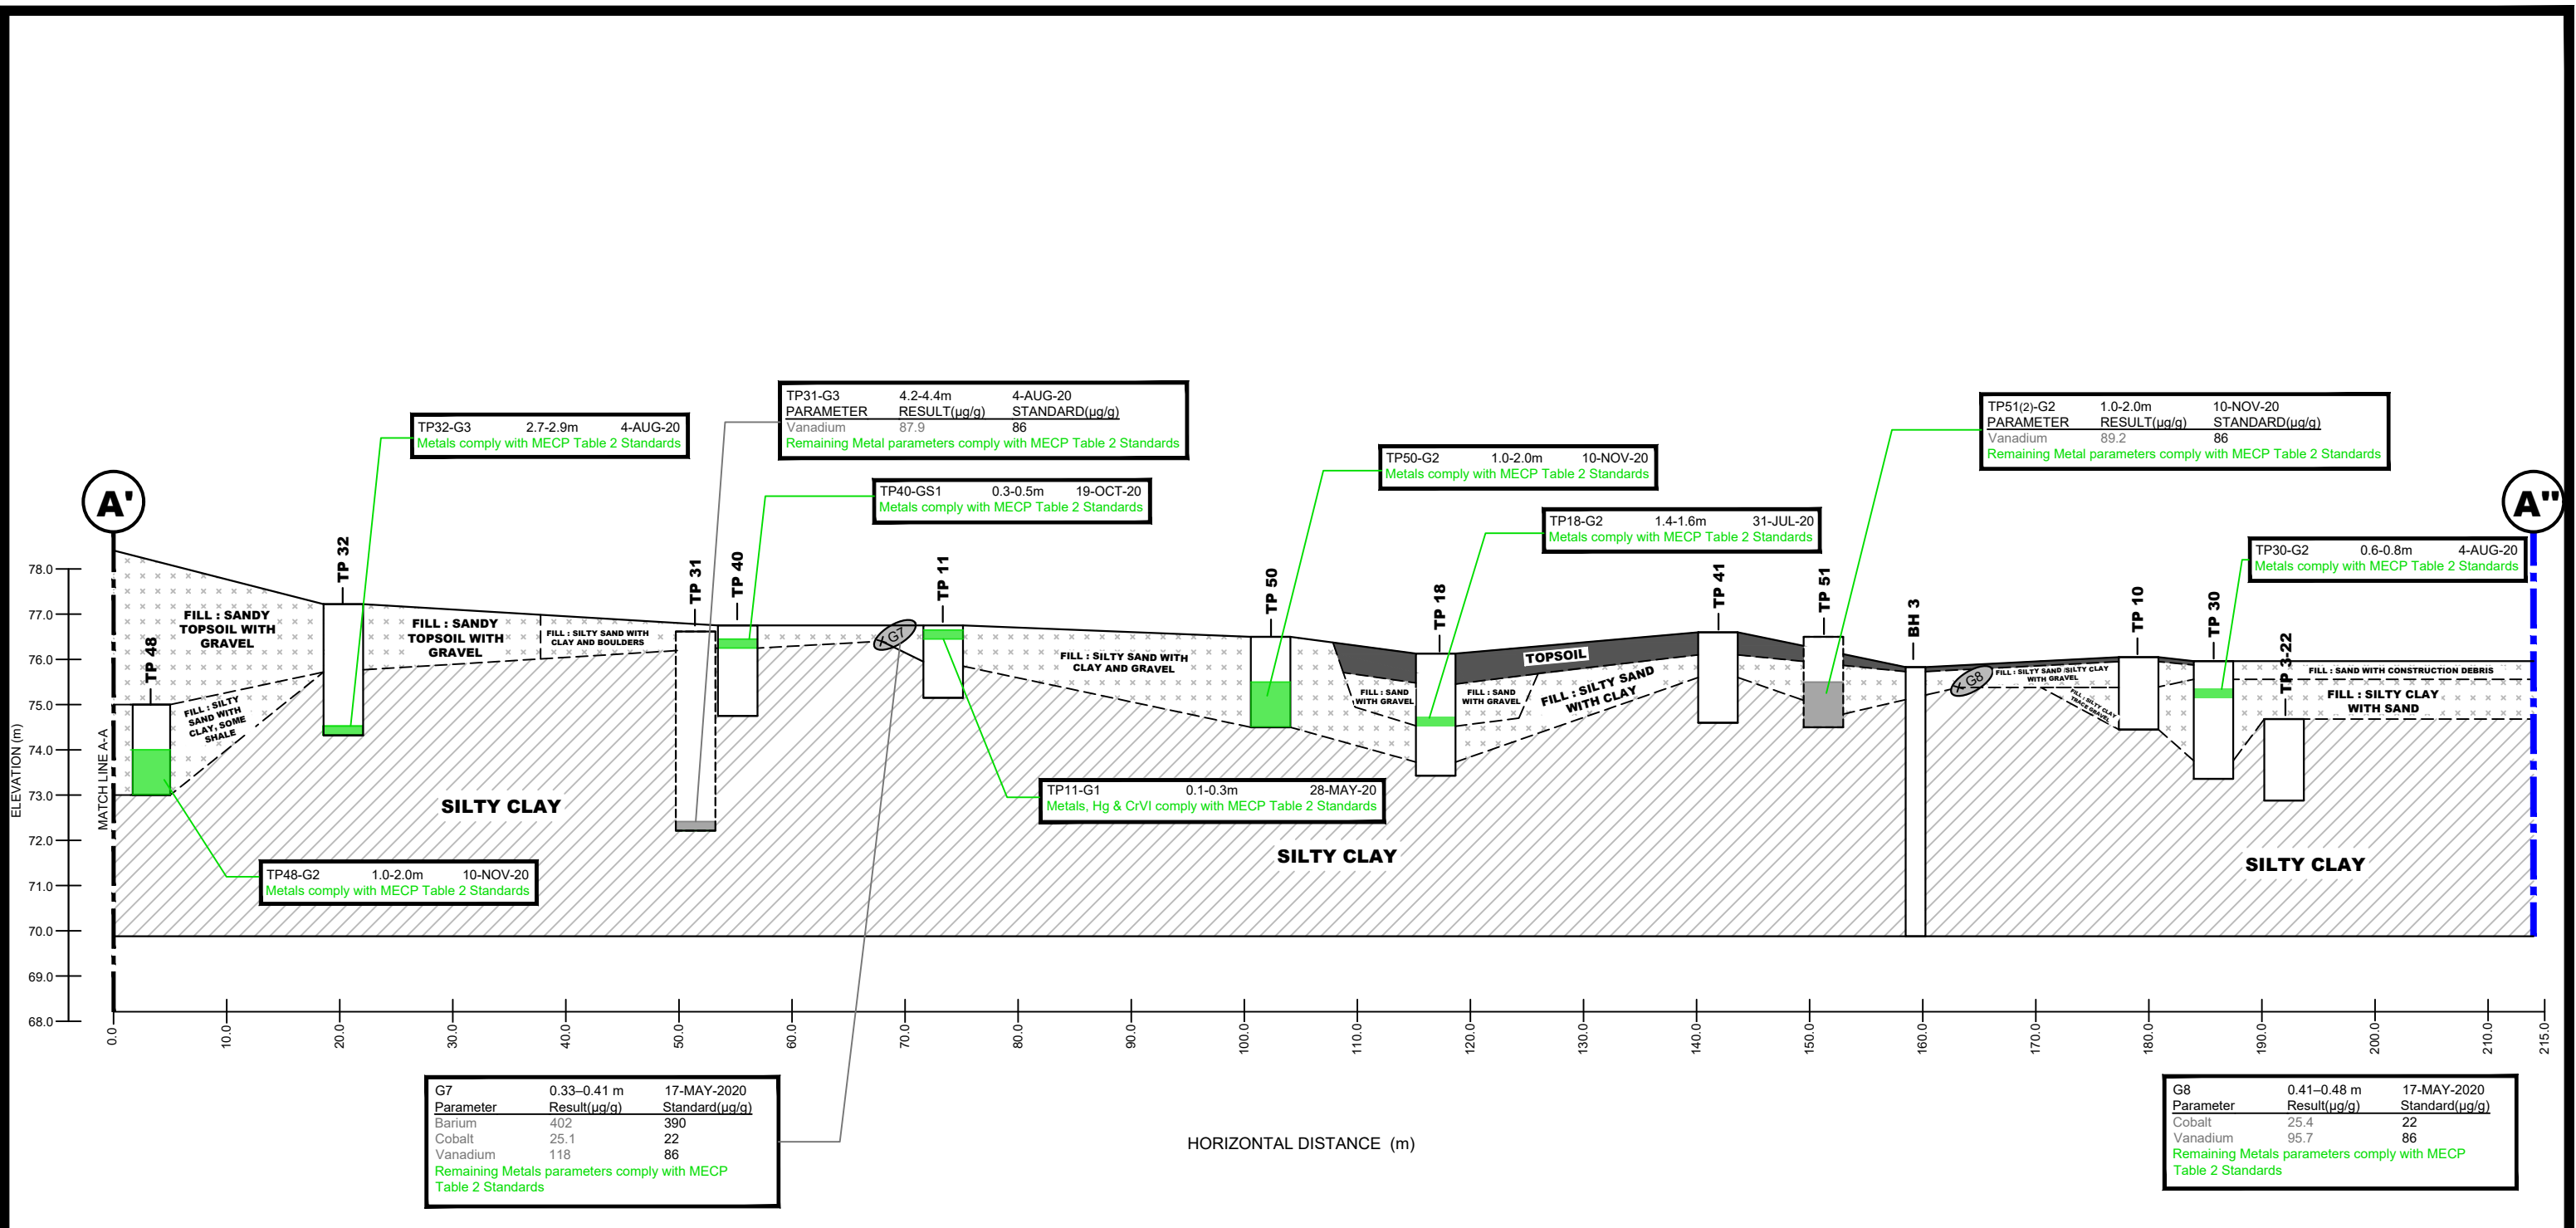 TP31-G3 4.2-4.4m 4-AUG-20
PARAMETER RESULT(µg/g) STANDARD(µg/g)
Vanadium 87.9 86
Remaining Metal parameters comply with MECP Table 2 Standards
TP51(2)-G2 1.0-2.0m 10-NOV-20
PARAMETER RESULT(µg/g) STANDARD(µg/g)
Vanadium 89.2 86
Remaining Metal parameters comply with MECP Table 2 Standards
TP32-G3 2.7-2.9m 4-AUG-20
Metals comply with MECP Table 2 Standards
TP50-G2 1.0-2.0m 10-NOV-20
Metals comply with MECP Table 2 Standards
TP40-GS1 0.3-0.5m 19-OCT-20
Metals comply with MECP Table 2 Standards
TP18-G2 1.4-1.6m 31-JUL-20
Metals comply with MECP Table 2 Standards
TP30-G2 0.6-0.8m 4-AUG-20
Metals comply with MECP Table 2 Standards
A'
A"
TP 48
TP 32
TP 31
TP 40
TP 11
TP 50
TP 18
TP 41
TP 51
BH 3
TP 10
TP 30
TP 3-22
78.0
77.0
76.0
75.0
74.0
73.0
72.0
71.0
70.0
69.0
68.0
ELEVATION (m)
MATCH LINE A-A
FILL : SANDY
TOPSOIL WITH
GRAVEL
FILL : SANDY
TOPSOIL WITH
GRAVEL
FILL : SILTY SAND WITH
CLAY AND BOULDERS
X G7
FILL : SILTY SAND WITH
CLAY AND GRAVEL
TOPSOIL
FILL : SAND
WITH GRAVEL
FILL : SAND
WITH GRAVEL
FILL : SILTY SAND
WITH CLAY
X G8
FILL : SILTY SAND /SILTY CLAY
WITH GRAVEL
FILL : SILTY CLAY
TRACE GRAVEL
FILL : SAND WITH CONSTRUCTION DEBRIS
FILL : SILTY CLAY
WITH SAND
FILL : SILTY
SAND WITH
CLAY, SOME
SHALE
SILTY CLAY
SILTY CLAY
SILTY CLAY
TP11-G1 0.1-0.3m 28-MAY-20
Metals, Hg & CrVI comply with MECP Table 2 Standards
TP48-G2 1.0-2.0m 10-NOV-20
Metals comply with MECP Table 2 Standards
0.0
10.0
20.0
30.0
40.0
50.0
60.0
70.0
80.0
90.0
100.0
110.0
120.0
130.0
140.0
150.0
160.0
170.0
180.0
190.0
200.0
210.0
215.0
HORIZONTAL DISTANCE (m)
G7 0.33–0.41 m 17-MAY-2020
Parameter Result(µg/g) Standard(µg/g)
Barium 402 390
Cobalt 25.1 22
Vanadium 118 86
Remaining Metals parameters comply with MECP
Table 2 Standards
G8 0.41–0.48 m 17-MAY-2020
Parameter Result(µg/g) Standard(µg/g)
Cobalt 25.4 22
Vanadium 95.7 86
Remaining Metals parameters comply with MECP
Table 2 Standards